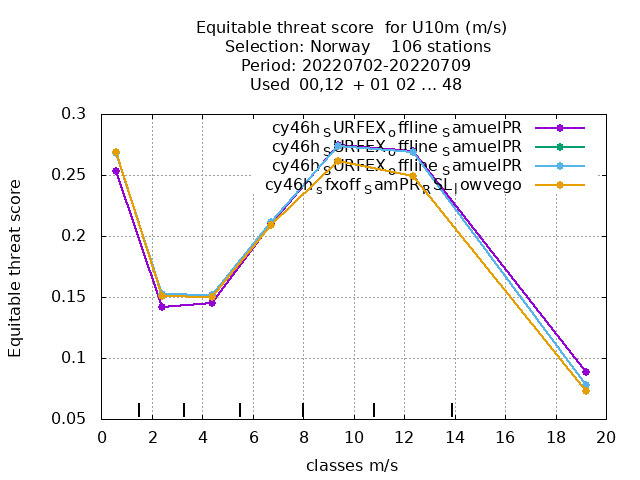 Equitable threat score  for U10m (m/s)
Selection: Norway    106 stations
Period: 20220702-20220709
Used  00,12  + 01 02 ... 48
cy46h_SURFEX_offline_SamuelPR
cy46h_SURFEX_offline_SamuelPR
cy46h_SURFEX_offline_SamuelPR
cy46h_sfxoff_SamPR_RSL_lowvego
0.3
0.25
0.2
0.15
0.1
0.05
Equitable threat score
0 2 4 6 8 10 12 14 16 18 20
classes m/s